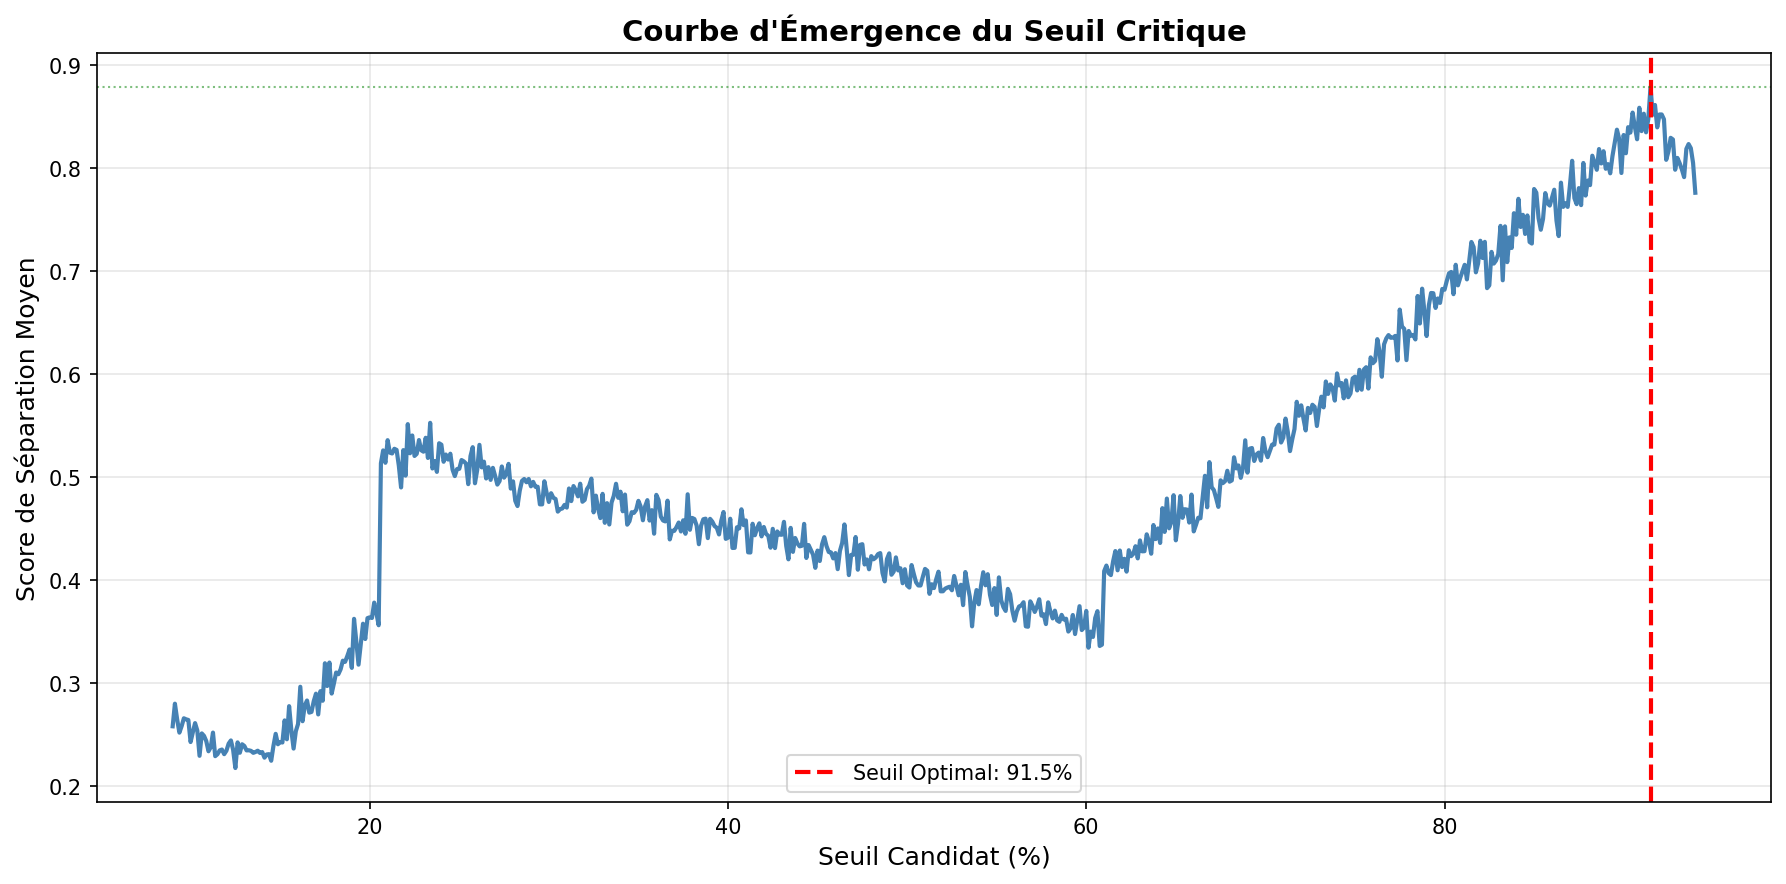 Courbe d'Émergence du Seuil Critique
Score de Séparation Moyen
0.9
0.8
0.7
0.6
0.5
0.4
0.3
0.2
Seuil Optimal: 91.5%
20 40 60 80
Seuil Candidat (%)